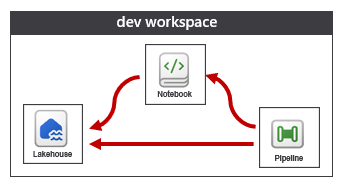 dev workspace
Notebook
Lakehouse
Pipeline